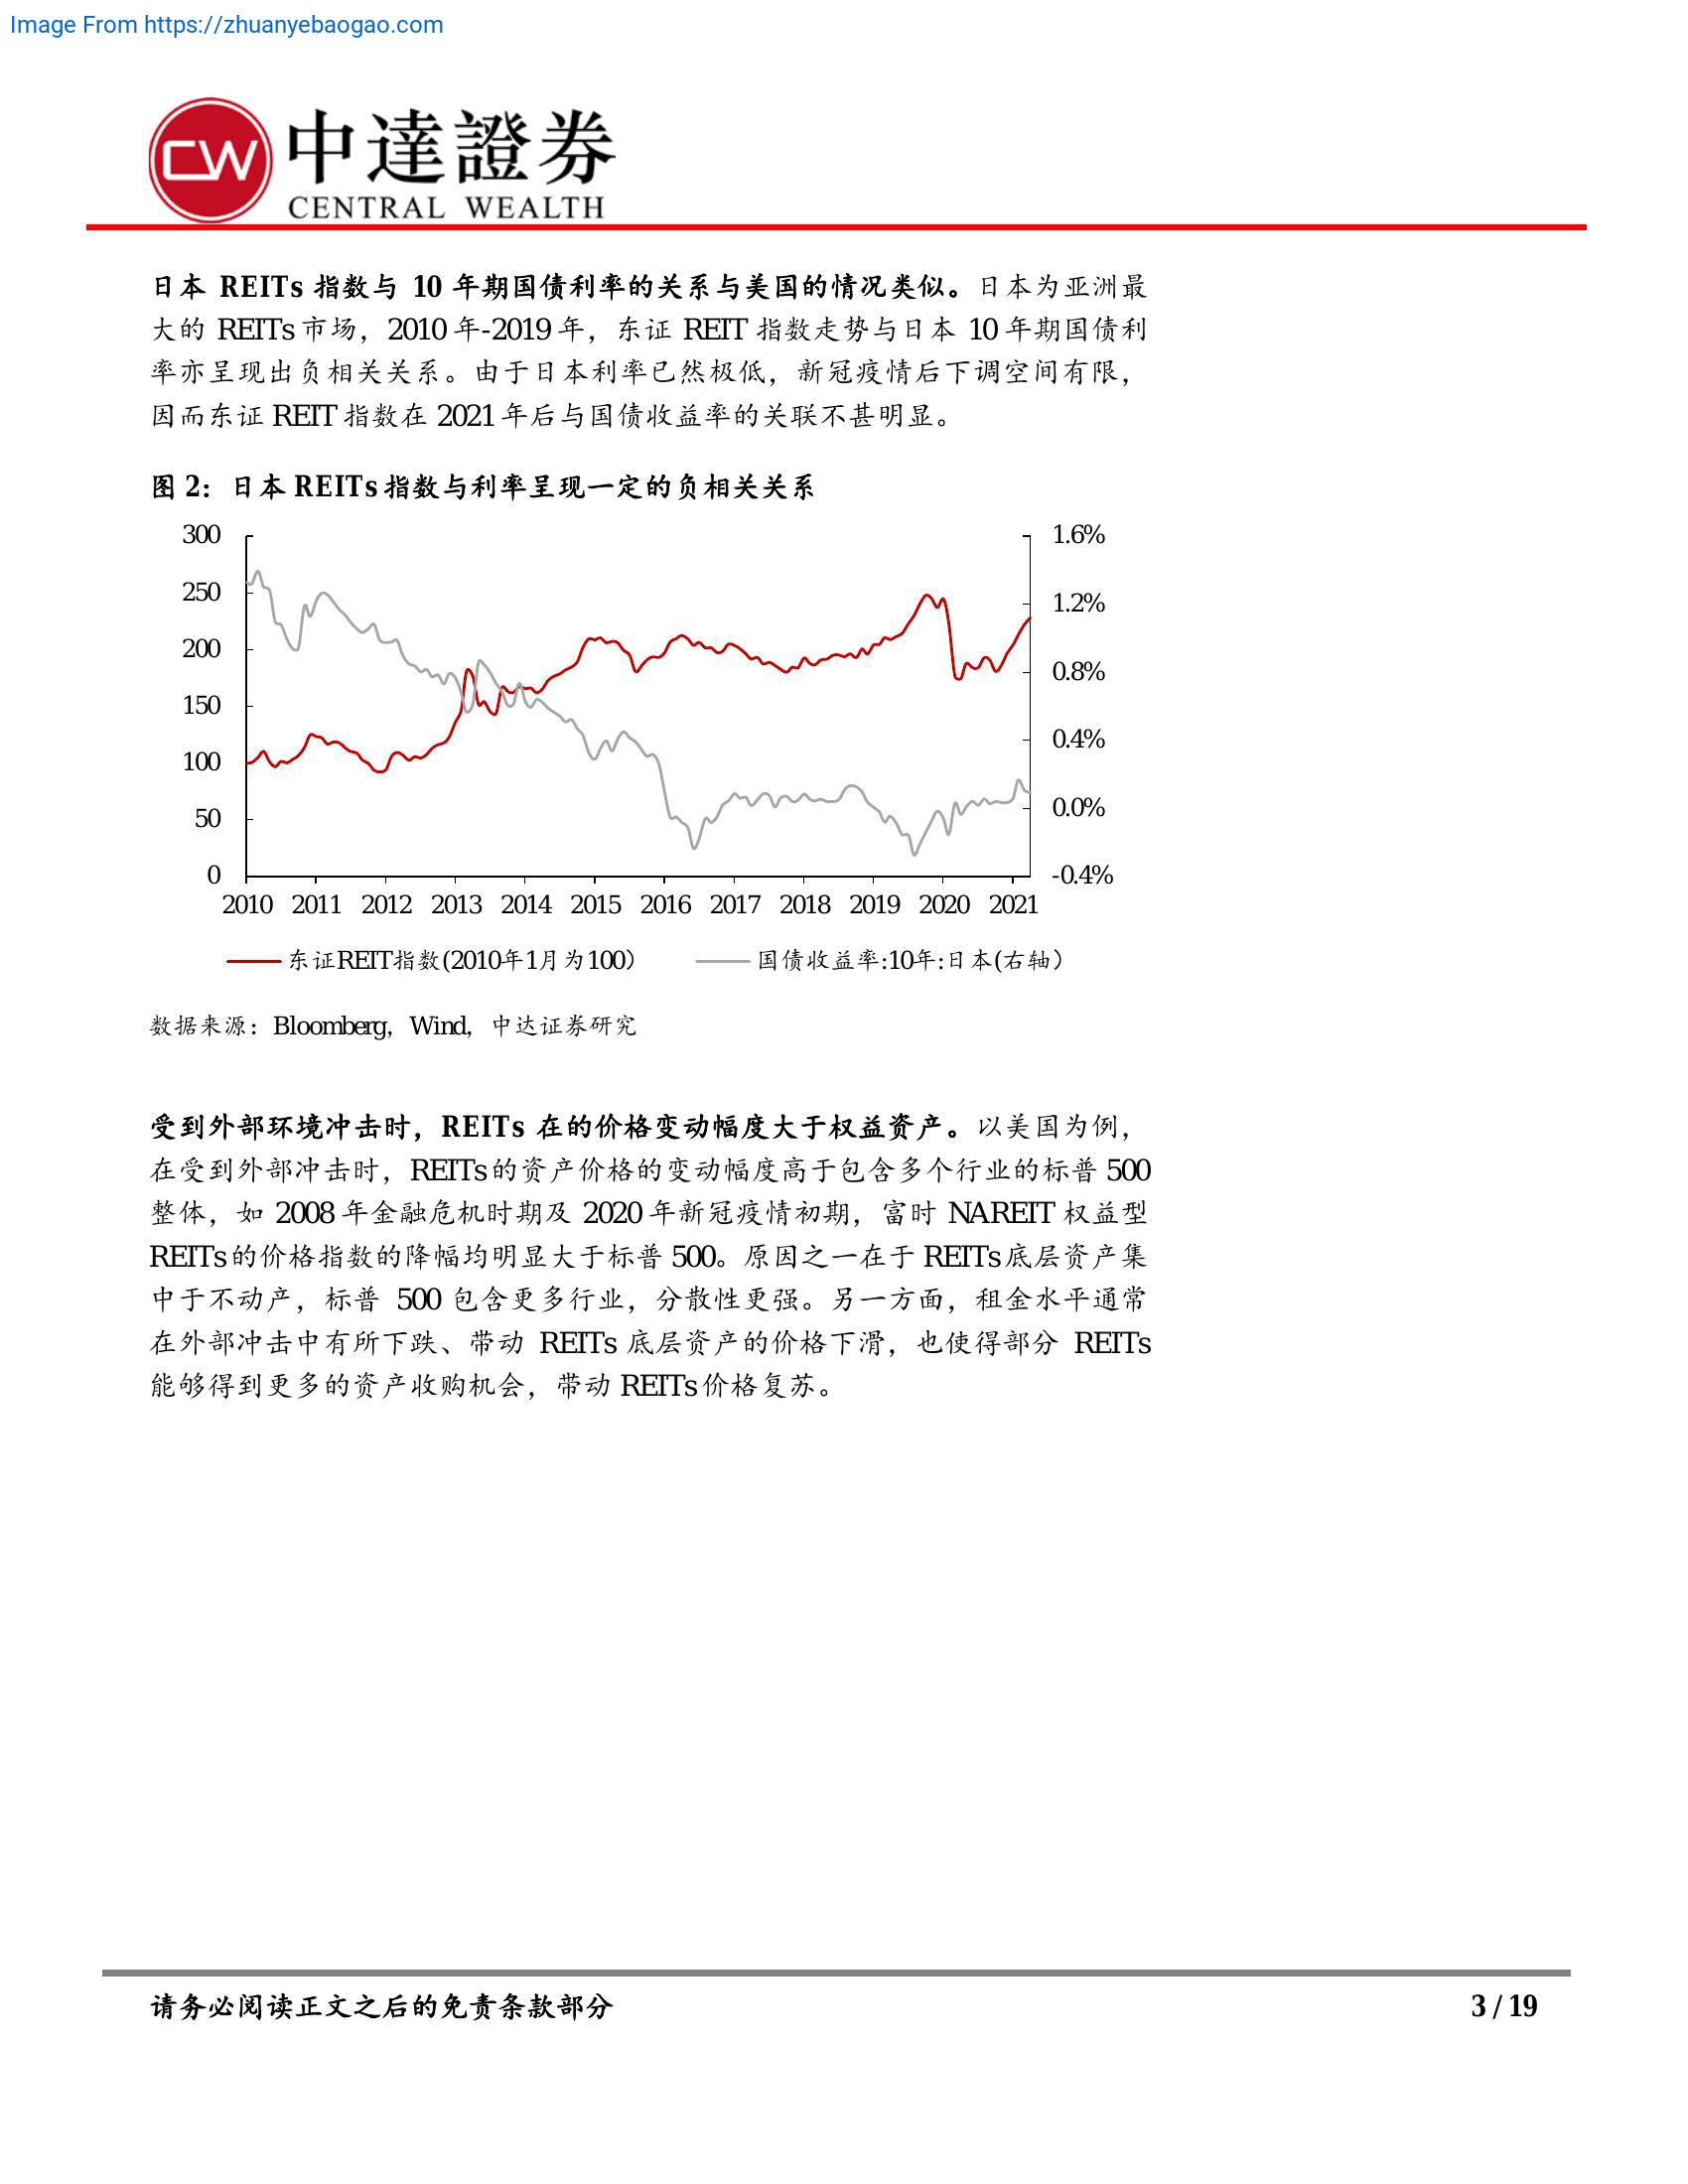 Image From https://zhuanyebaogao.com
CW
中達證券
CENTRAL WEALTH
日本 REITs 指数与 10 年期国债利率的关系与美国的情况类似。日本为亚洲最
大的 REITs 市场，2010 年-2019 年，东证 REIT 指数走势与日本 10 年期国债利
率亦呈现出负相关关系。由于日本利率已然极低，新冠疫情后下调空间有限，
因而东证 REIT 指数在 2021 年后与国债收益率的关联不甚明显。
图 2：日本 REITs 指数与利率呈现一定的负相关关系
300
250
200
150
100
50
0
1.6%
1.2%
0.8%
0.4%
0.0%
-0.4%
2010 2011 2012 2013 2014 2015 2016 2017 2018 2019 2020 2021
东证REIT指数(2010年1月为100） 国债收益率:10年:日本(右轴）
数据来源：Bloomberg，Wind，中达证券研究
受到外部环境冲击时，REITs 在的价格变动幅度大于权益资产。以美国为例，
在受到外部冲击时，REITs 的资产价格的变动幅度高于包含多个行业的标普 500
整体，如 2008 年金融危机时期及 2020 年新冠疫情初期，富时 NAREIT 权益型
REITs 的价格指数的降幅均明显大于标普 500。原因之一在于 REITs 底层资产集
中于不动产，标普 500 包含更多行业，分散性更强。另一方面，租金水平通常
在外部冲击中有所下跌、带动 REITs 底层资产的价格下滑，也使得部分 REITs
能够得到更多的资产收购机会，带动 REITs 价格复苏。
请务必阅读正文之后的免责条款部分 3 / 19